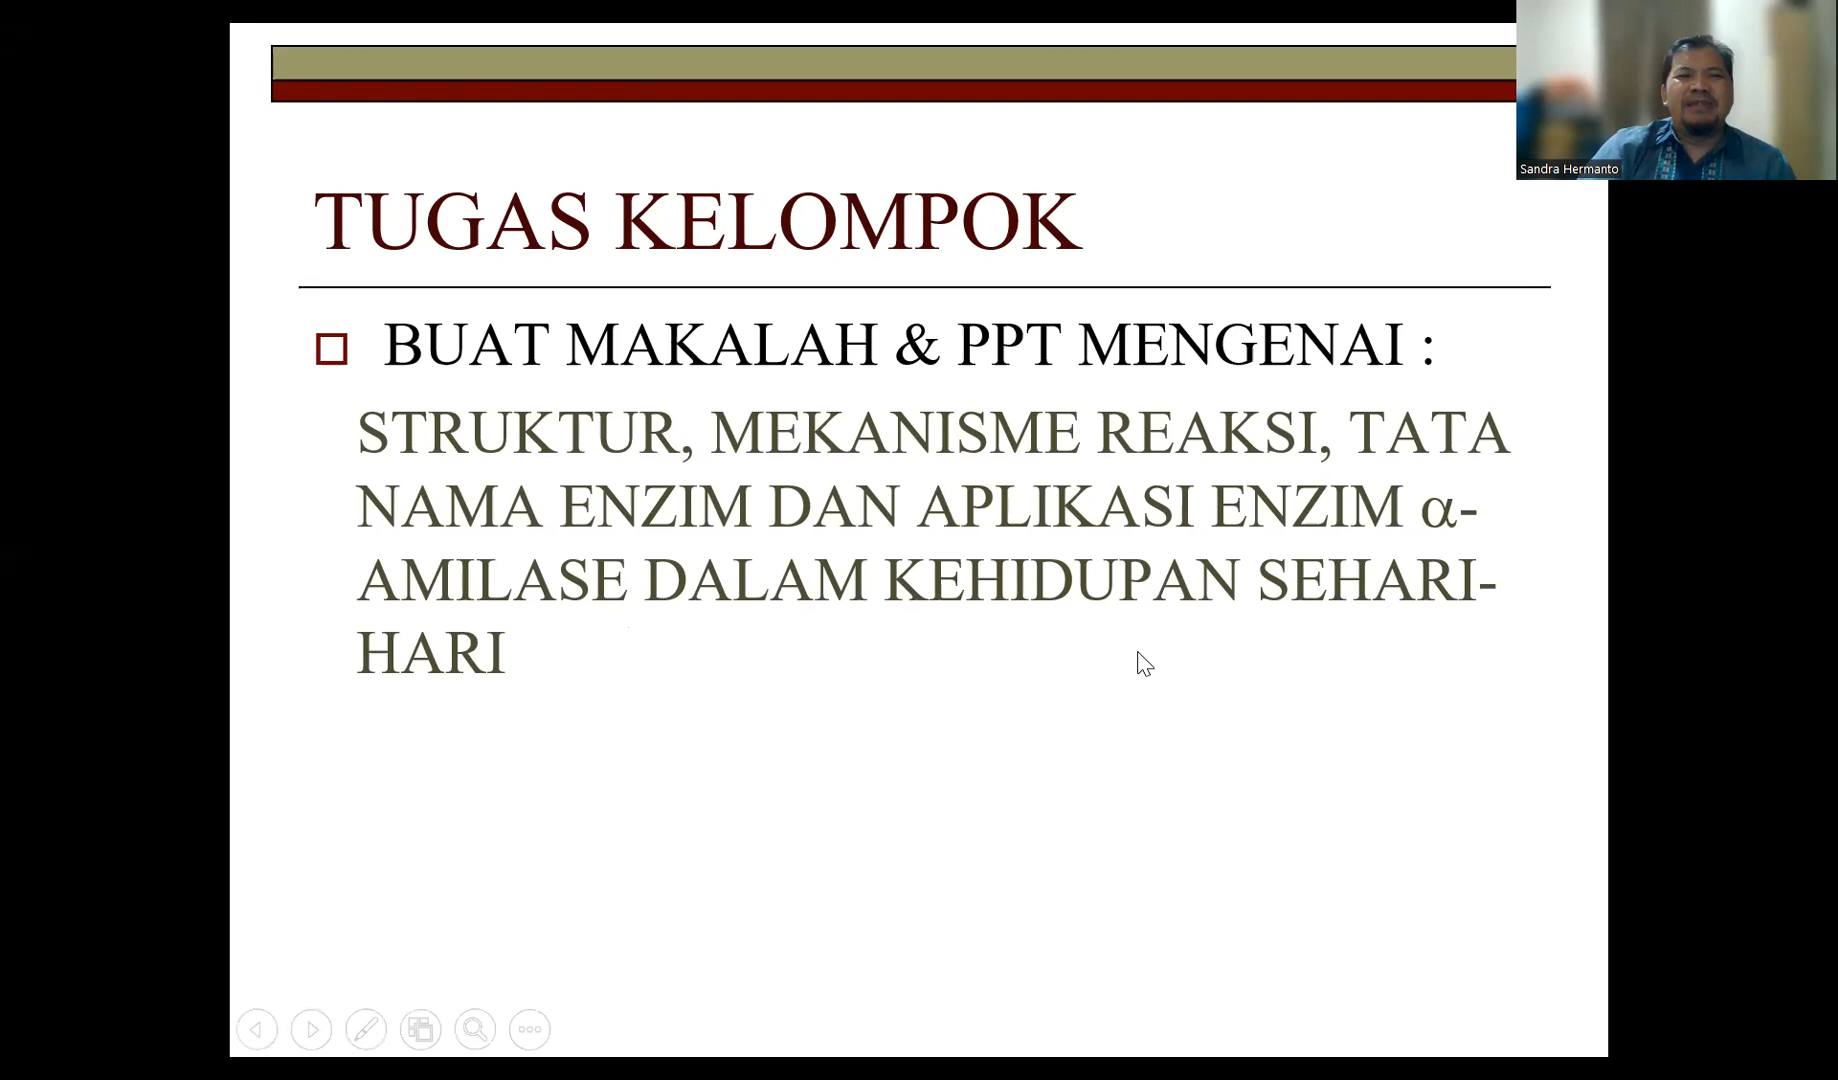 Sandra Hermanto
TUGAS KELOMPOK
BUAT MAKALAH & PPT MENGENAI :
STRUKTUR, MEKANISME REAKSI, TATA
NAMA ENZIM DAN APLIKASI ENZIM α-
AMILASE DALAM KEHIDUPAN SEHARI-
HARI